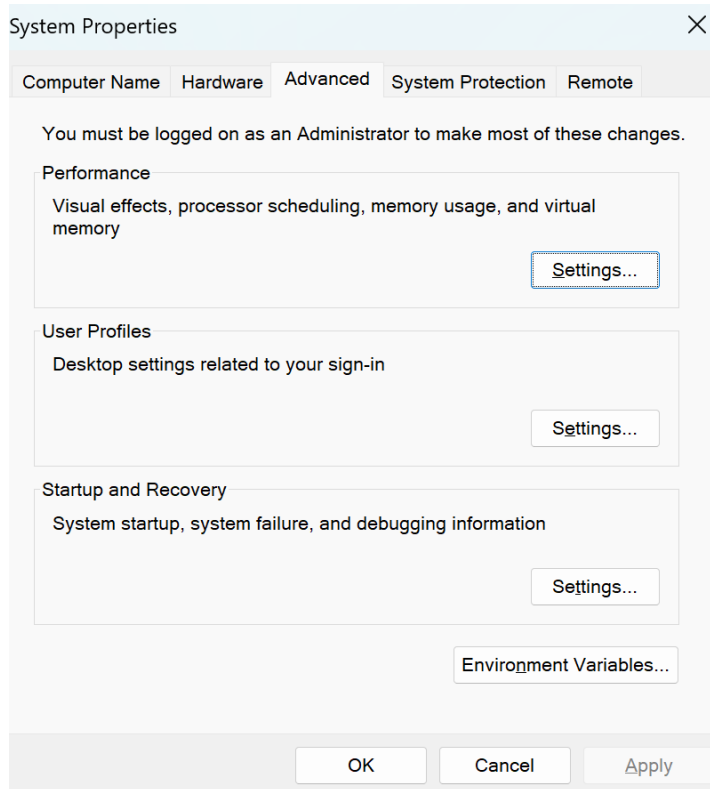 System Properties
Computer Name Hardware Advanced System Protection Remote
You must be logged on as an Administrator to make most of these changes.
Performance
Visual effects, processor scheduling, memory usage, and virtual
memory
Settings...
User Profiles
Desktop settings related to your sign-in
Settings...
Startup and Recovery
System startup, system failure, and debugging information
Settings...
Environment Variables...
OK Cancel Apply